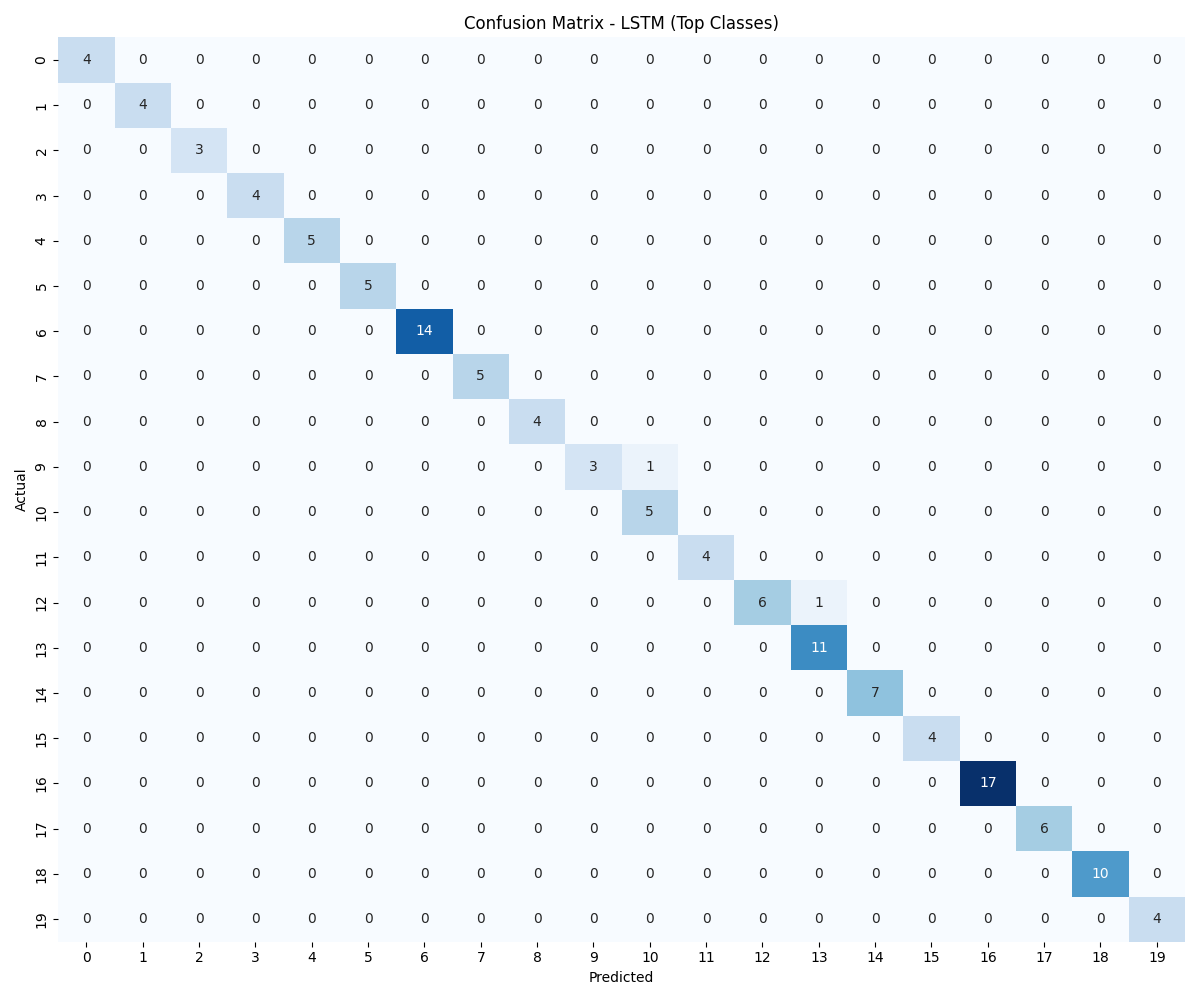 Confusion Matrix - LSTM (Top Classes)
0 4 0 0 0 0 0 0 0 0 0 0 0 0 0 0 0 0 0 0 0
1 0 4 0 0 0 0 0 0 0 0 0 0 0 0 0 0 0 0 0 0
2 0 0 3 0 0 0 0 0 0 0 0 0 0 0 0 0 0 0 0 0
3 0 0 0 4 0 0 0 0 0 0 0 0 0 0 0 0 0 0 0 0
4 0 0 0 0 5 0 0 0 0 0 0 0 0 0 0 0 0 0 0 0
5 0 0 0 0 0 5 0 0 0 0 0 0 0 0 0 0 0 0 0 0
6 0 0 0 0 0 0 14 0 0 0 0 0 0 0 0 0 0 0 0 0
7 0 0 0 0 0 0 0 5 0 0 0 0 0 0 0 0 0 0 0 0
8 0 0 0 0 0 0 0 0 4 0 0 0 0 0 0 0 0 0 0 0
9 0 0 0 0 0 0 0 0 0 3 1 0 0 0 0 0 0 0 0 0
Actual
10 0 0 0 0 0 0 0 0 0 0 5 0 0 0 0 0 0 0 0 0
11 0 0 0 0 0 0 0 0 0 0 0 4 0 0 0 0 0 0 0 0
12 0 0 0 0 0 0 0 0 0 0 0 0 6 1 0 0 0 0 0 0
13 0 0 0 0 0 0 0 0 0 0 0 0 0 11 0 0 0 0 0 0
14 0 0 0 0 0 0 0 0 0 0 0 0 0 0 7 0 0 0 0 0
15 0 0 0 0 0 0 0 0 0 0 0 0 0 0 0 4 0 0 0 0
16 0 0 0 0 0 0 0 0 0 0 0 0 0 0 0 0 17 0 0 0
17 0 0 0 0 0 0 0 0 0 0 0 0 0 0 0 0 0 6 0 0
18 0 0 0 0 0 0 0 0 0 0 0 0 0 0 0 0 0 0 10 0
19 0 0 0 0 0 0 0 0 0 0 0 0 0 0 0 0 0 0 0 4
0 1 2 3 4 5 6 7 8 9 10 11 12 13 14 15 16 17 18 19
Predicted